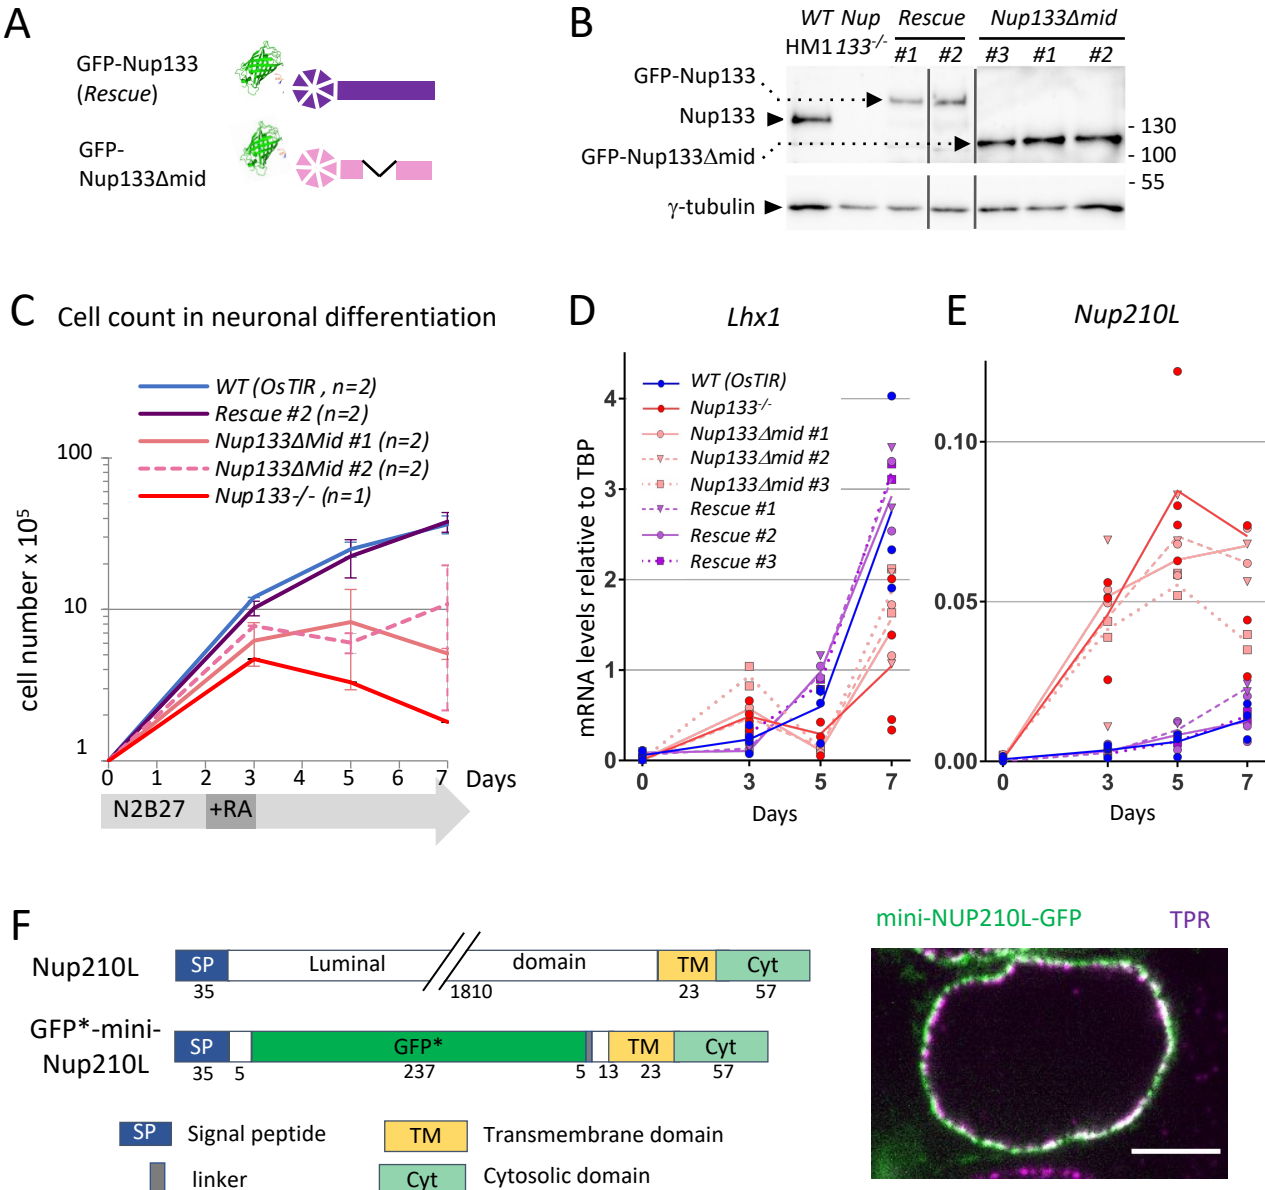 A
GFP-Nup133
(Rescue)
GFP-
Nup133Δmid
B
WT Nup Rescue Nup133Δmid
HM1 133-/- #1 #2 #3 #1 #2
GFP-Nup133
Nup133
GFP-Nup133Δmid
- 130
- 100
- 55
γ-tubulin
C Cell count in neuronal differentiation
WT (OsTIR , n=2)
Rescue #2 (n=2)
Nup133ΔMid #1 (n=2)
Nup133ΔMid #2 (n=2)
Nup133-/- (n=1)
cell number x 10⁵
100
10
1
0 1 2 3 4 5 6 7 Days
N2B27 +RA
D Lhx1
WT (OsTIR)
Nup133-/-
Nup133Δmid #1
Nup133Δmid #2
Nup133Δmid #3
Rescue #1
Rescue #2
Rescue #3
mRNA levels relative to TBP
4
3
2
1
0
0 3 5 7
Days
E Nup210L
0.10
0.05
0.00
0 3 5 7
Days
F
Nup210L
SP Luminal domain TM Cyt
35 1810 23 57
GFP*-mini-
Nup210L
SP GFP* TM Cyt
35 5 237 5 13 23 57
SP Signal peptide TM Transmembrane domain
linker Cyt Cytosolic domain
mini-NUP210L-GFP TPR